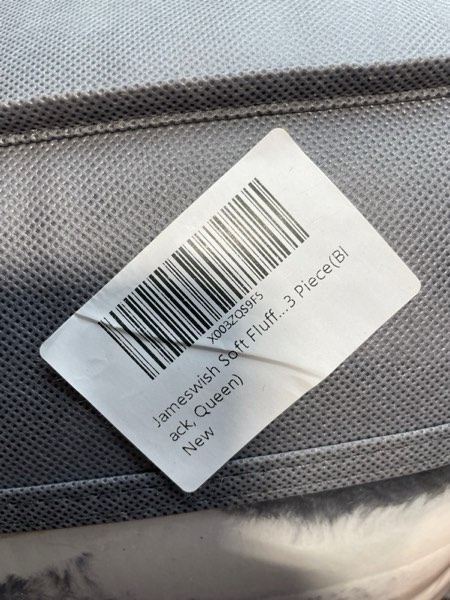 X003ZQS9F5
Jameswish Soft Fluff...3 Piece(Bl
ack, Queen)
New